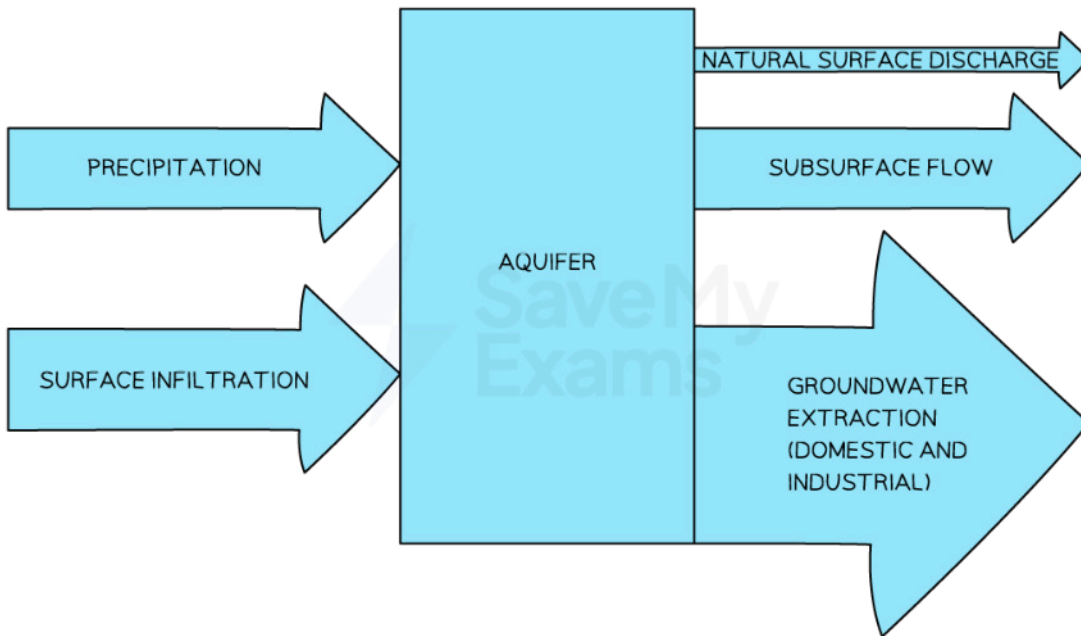 NATURAL SURFACE DISCHARGE
PRECIPITATION
SUBSURFACE FLOW
AQUIFER
SaveMy
Exams
SURFACE INFILTRATION
GROUNDWATER
EXTRACTION
(DOMESTIC AND
INDUSTRIAL)